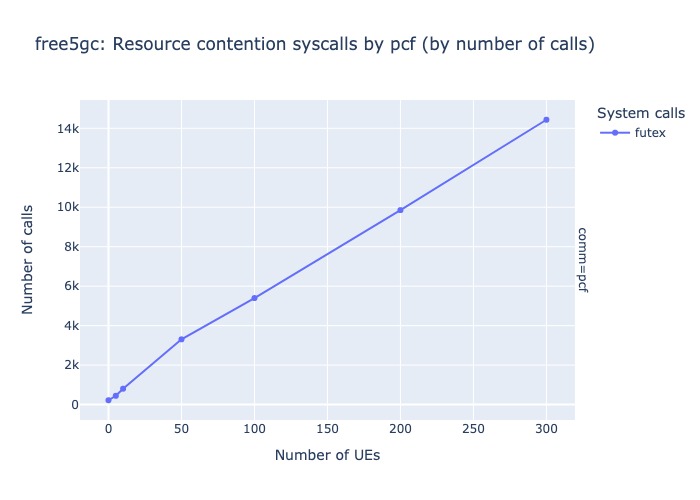 free5gc: Resource contention syscalls by pcf (by number of calls)
System calls
futex
Number of calls
14k
12k
10k
8k
6k
4k
2k
0
comm=pcf
0 50 100 150 200 250 300
Number of UEs